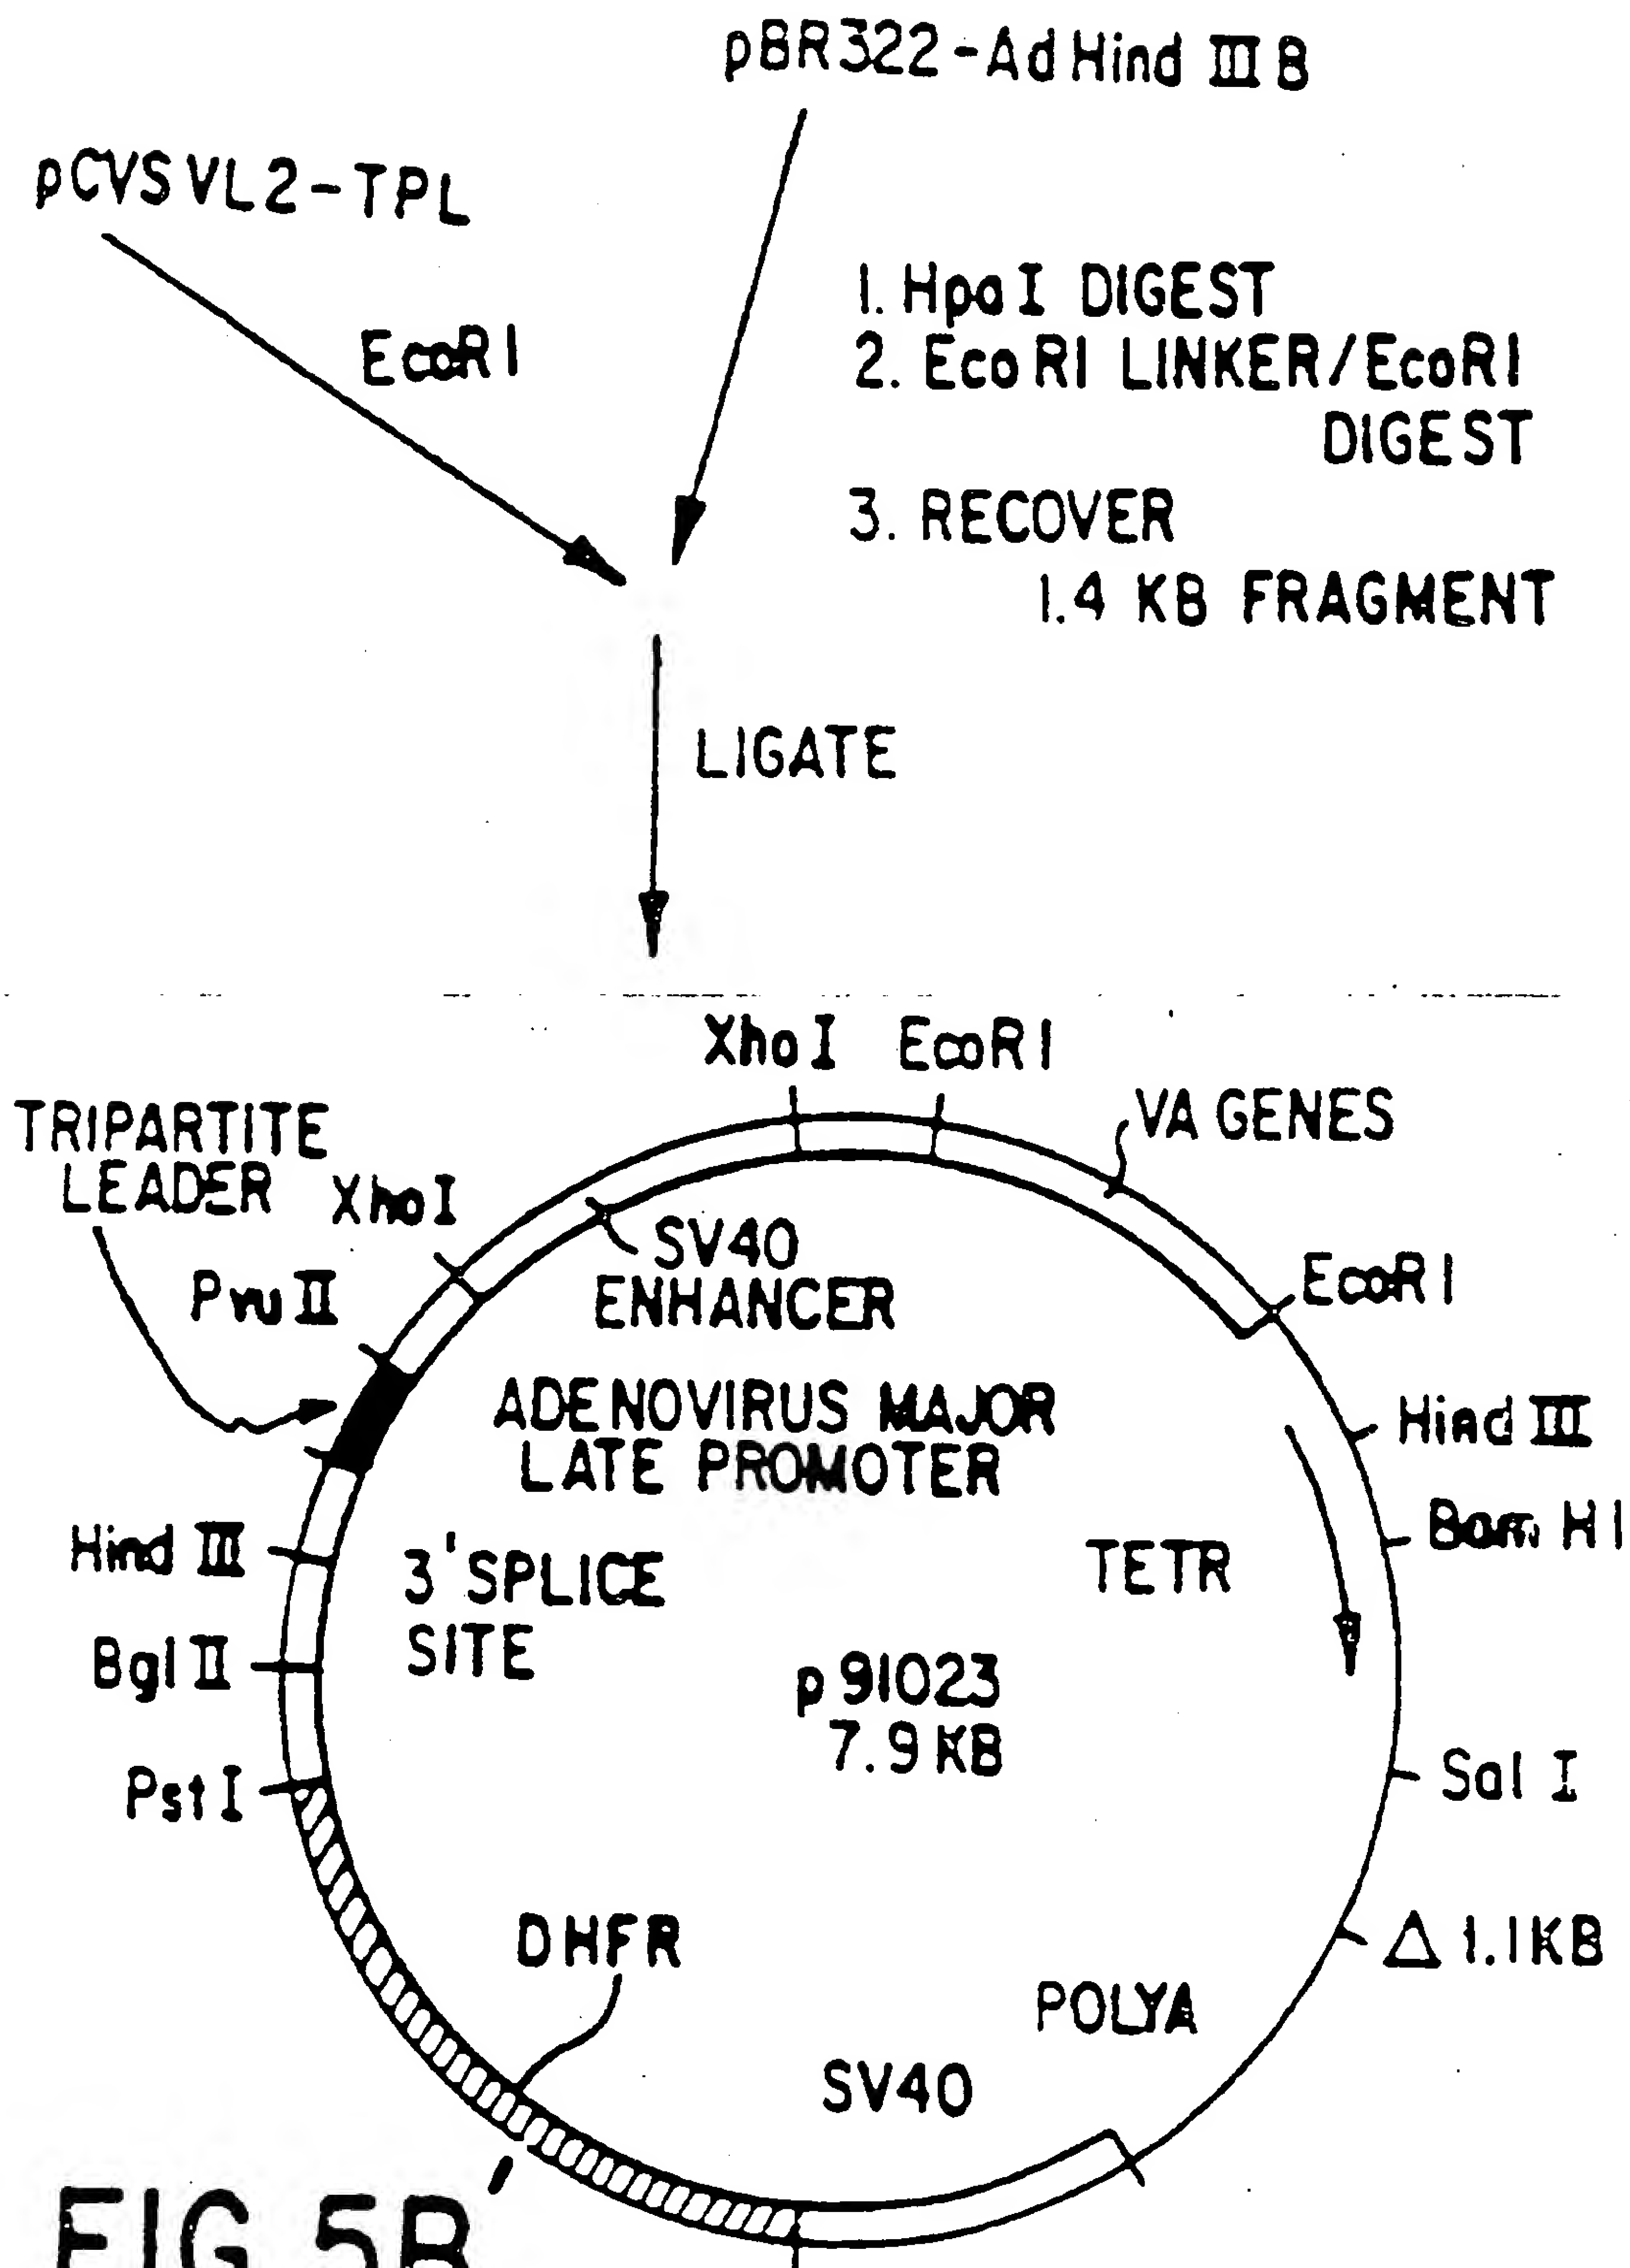 pBR322-Ad Hind III B
pCVSVL2-TPL
EcoRI
1. HpaI DIGEST
2. EcoRI LINKER/EcoRI
DIGEST
3. RECOVER
1.4 KB FRAGMENT
LIGATE
XhoI EcoRI
VA GENES
TRIPARTITE
LEADER
XhoI
SV40
ENHANCER
EcoRI
PvuII
ADENOVIRUS MAJOR
LATE PROMOTER
Hind III
Hind III
3' SPLICE
SITE
BamHI
TETR
Bgl II
p91023
7.9 KB
PstI
Sal I
DHFR
Δ 1.1KB
POLYA
SV40
FIG. 5B'